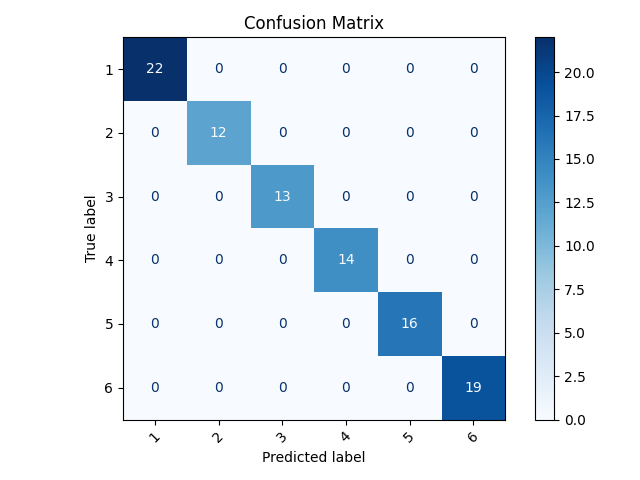 Confusion Matrix
1 22 0 0 0 0 0
2 0 12 0 0 0 0
3 0 0 13 0 0 0
4 0 0 0 14 0 0
5 0 0 0 0 16 0
6 0 0 0 0 0 19
1 2 3 4 5 6
Predicted label
True label
20.0
17.5
15.0
12.5
10.0
7.5
5.0
2.5
0.0